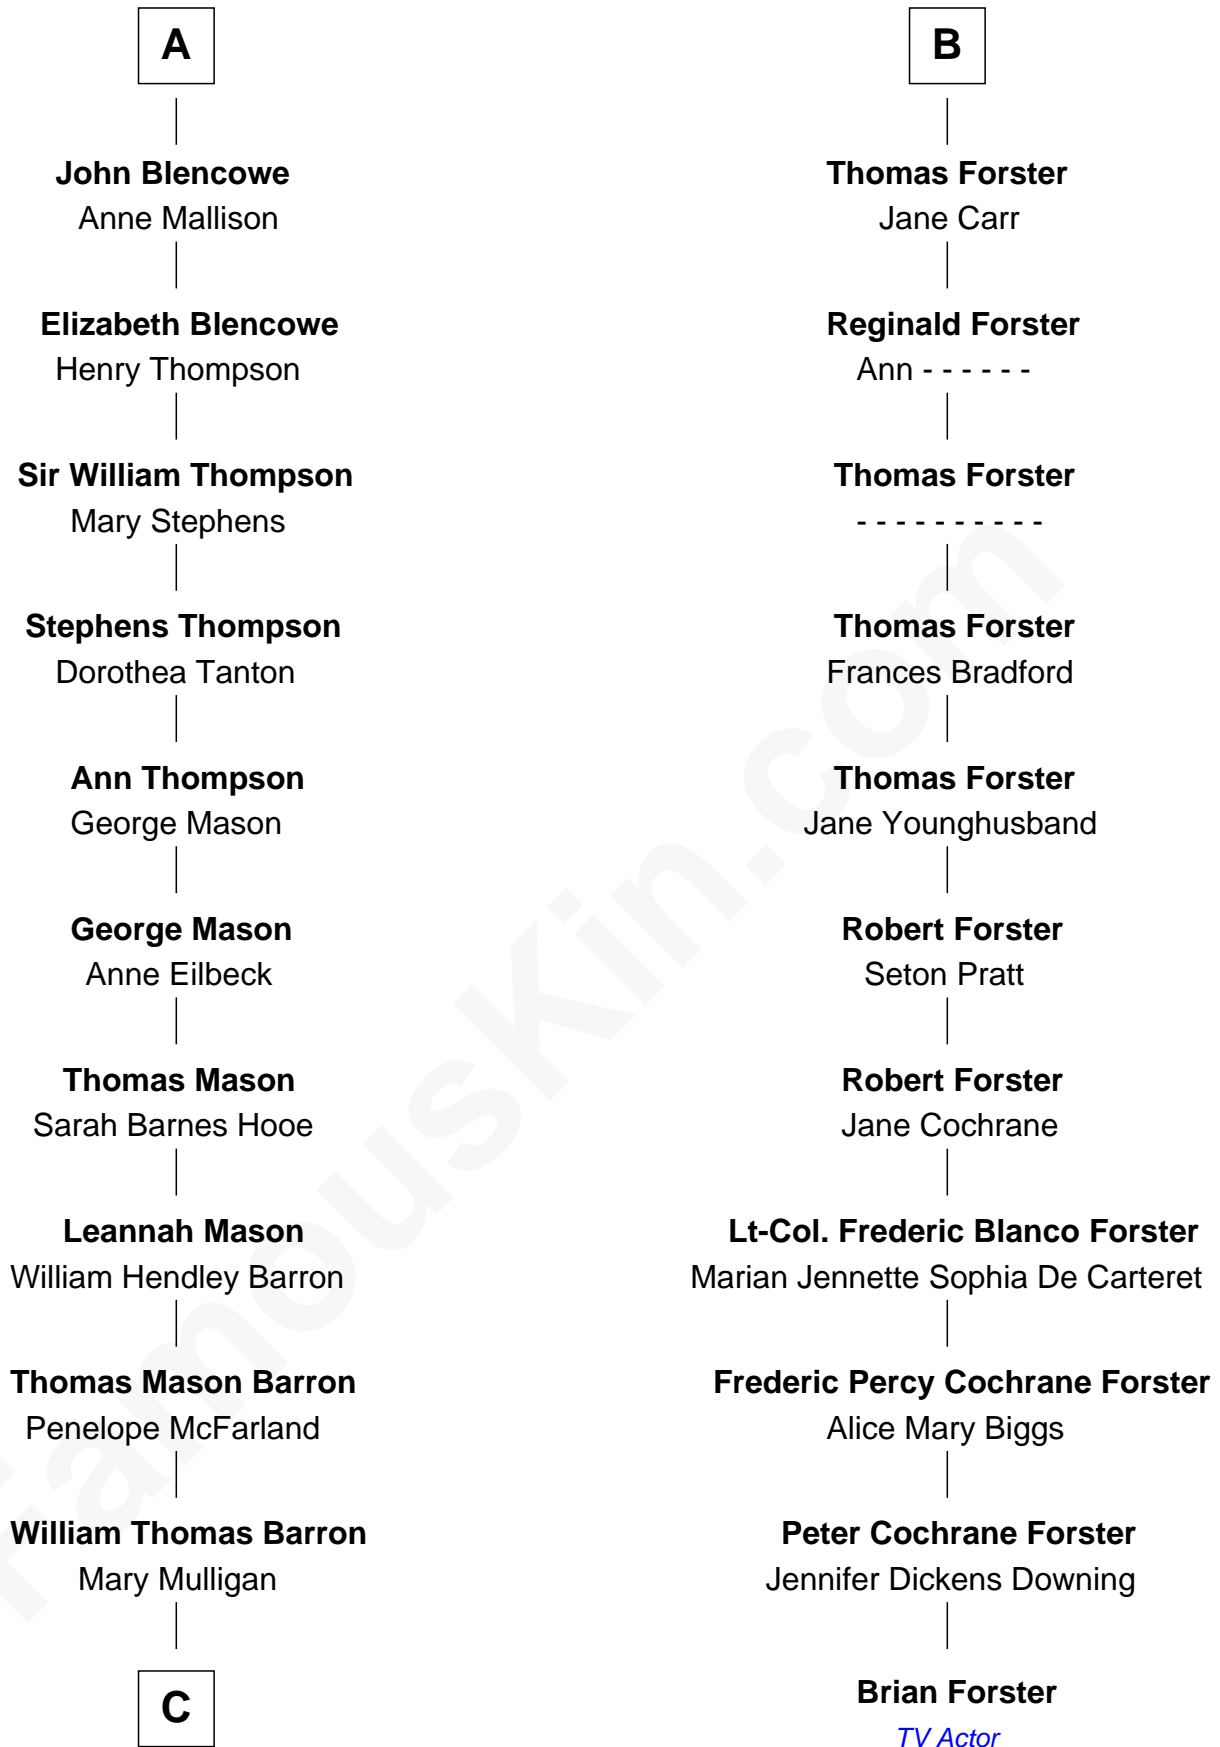 A
John Blencowe
Anne Mallison
Elizabeth Blencowe
Henry Thompson
Sir William Thompson
Mary Stephens
Stephens Thompson
Dorothea Tanton
Ann Thompson
George Mason
George Mason
Anne Eilbeck
Thomas Mason
Sarah Barnes Hooe
Leannah Mason
William Hendley Barron
Thomas Mason Barron
Penelope McFarland
William Thomas Barron
Mary Mulligan
C
B
Thomas Forster
Jane Carr
Reginald Forster
Ann - - - - - -
Thomas Forster
- - - - - - - - - -
Thomas Forster
Frances Bradford
Thomas Forster
Jane Younghusband
Robert Forster
Seton Pratt
Robert Forster
Jane Cochrane
Lt-Col. Frederic Blanco Forster
Marian Jennette Sophia De Carteret
Frederic Percy Cochrane Forster
Alice Mary Biggs
Peter Cochrane Forster
Jennifer Dickens Downing
Brian Forster
TV Actor
FamousKin.com